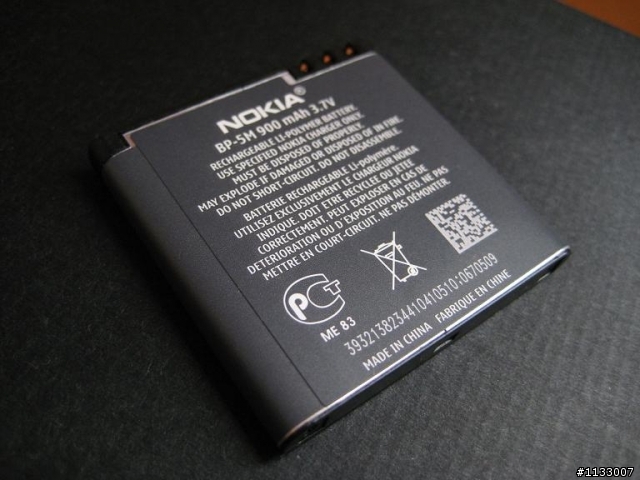 NOKIA®
BP-5M 900 mAh 3.7V
RECHARGEABLE LI-POLYMER BATTERY.
USE SPECIFIED NOKIA CHARGER ONLY.
MUST BE DISPOSED OF PROPERLY.
MAY EXPLODE IF DAMAGED OR DISPOSED OF IN FIRE.
DO NOT SHORT-CIRCUIT. DO NOT DISASSEMBLE.
BATTERIE RECHARGEABLE Li-polymère.
UTILISEZ EXCLUSIVEMENT LE CHARGEUR NOKIA
INDIQUÉ. DOIT ETRE RECYCLÉE OU JETÉE
CORRECTEMENT. PEUT EXPLOSER EN CAS DE
DETERIORATION OU D'EXPOSITION AU FEU. NE PAS
METTRE EN COURT-CIRCUIT. NE PAS DÉMONTER.
PCT
ME 83
3932138234410410510:0670509
MADE IN CHINA FABRIQUE EN CHINE
#1133007